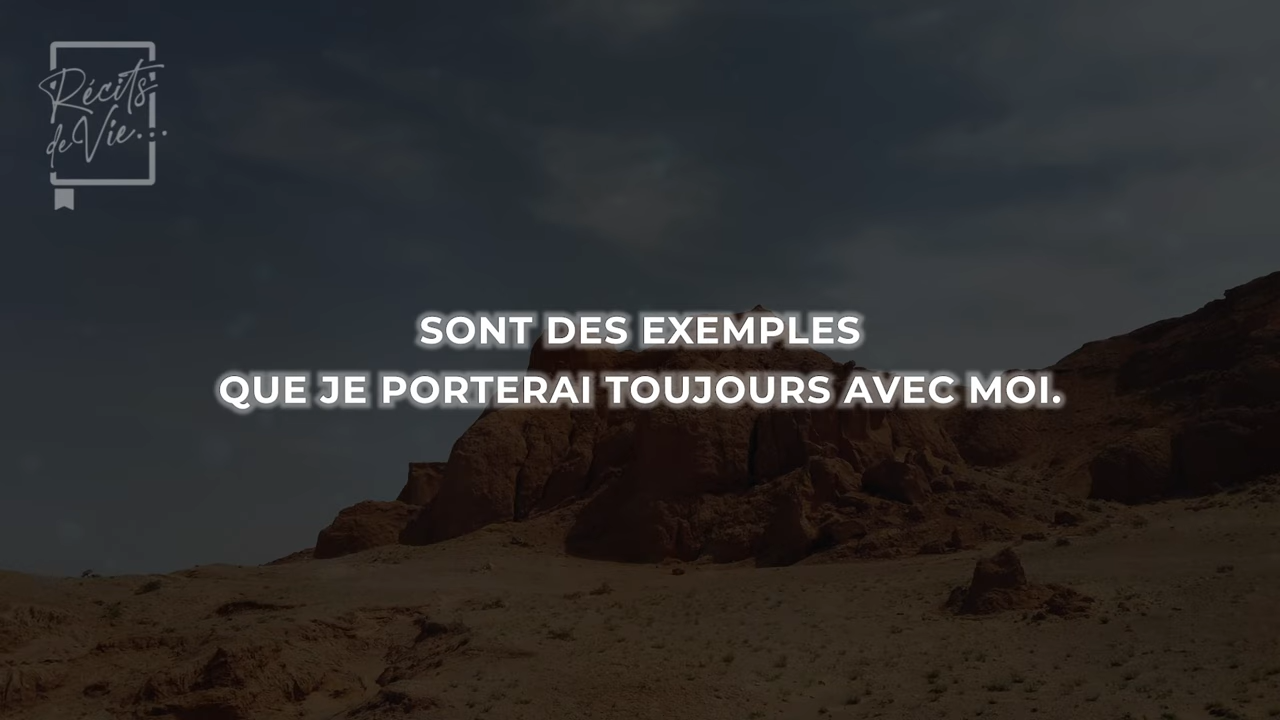 Récits
de Vie...
SONT DES EXEMPLES
QUE JE PORTERAI TOUJOURS AVEC MOI.